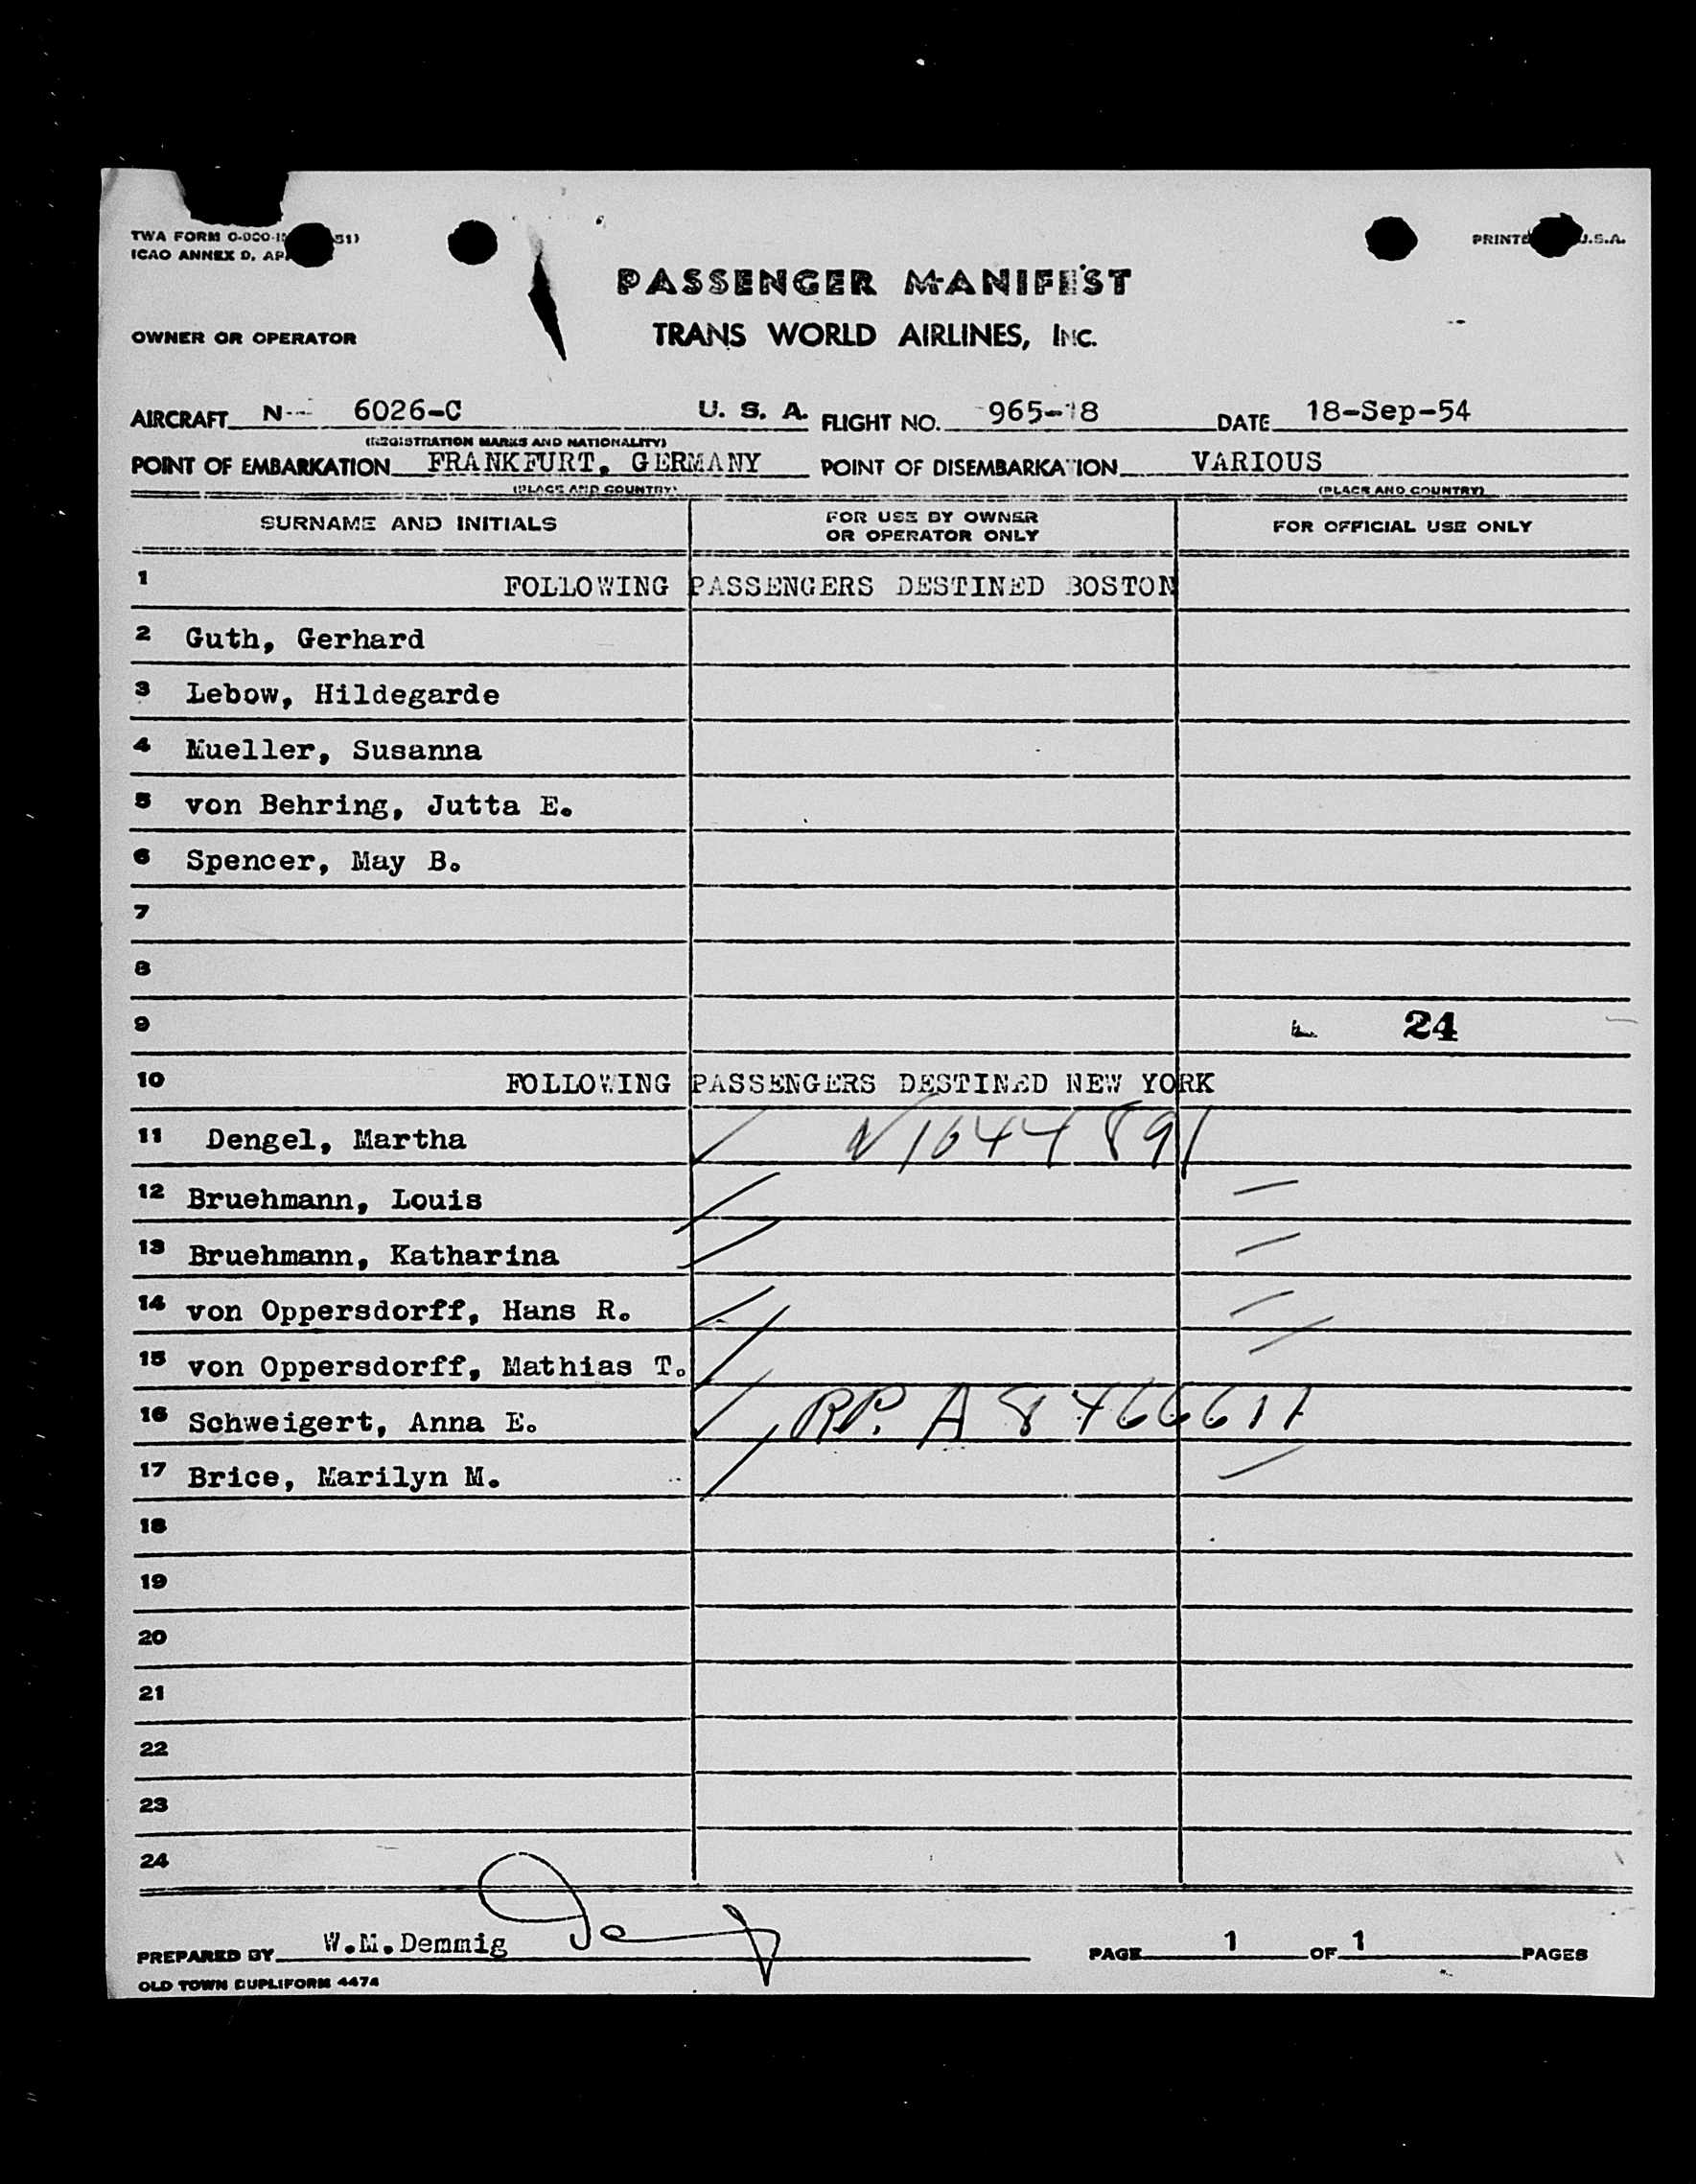 TWA FORM
ICAO ANNEX D.
PRINTED U.S.A.
PASSENGER MANIFEST
OWNER OR OPERATOR
TRANS WORLD AIRLINES, INC.
AIRCRAFT N-- 6026-C U. S. A. FLIGHT NO. 965-18 DATE 18-Sep-54
(REGISTRATION MARKS AND NATIONALITY)
POINT OF EMBARKATION FRANKFURT, GERMANY POINT OF DISEMBARKATION VARIOUS
(PLACE AND COUNTRY) (PLACE AND COUNTRY)
SURNAME AND INITIALS FOR USE BY OWNER OR OPERATOR ONLY FOR OFFICIAL USE ONLY
1 FOLLOWING PASSENGERS DESTINED BOSTON
2 Guth, Gerhard
3 Lebow, Hildegarde
4 Mueller, Susanna
5 von Behring, Jutta E.
6 Spencer, May B.
7
8
9 24
10 FOLLOWING PASSENGERS DESTINED NEW YORK
11 Dengel, Martha
12 Bruehmann, Louis
13 Bruehmann, Katharina
14 von Oppersdorff, Hans R.
15 von Oppersdorff, Mathias T.
16 Schweigert, Anna E.
17 Brice, Marilyn M.
18
19
20
21
22
23
24
PREPARED BY W.M.Demmig PAGE 1 OF 1 PAGES
OLD TOWN DUPLIFORM 4474